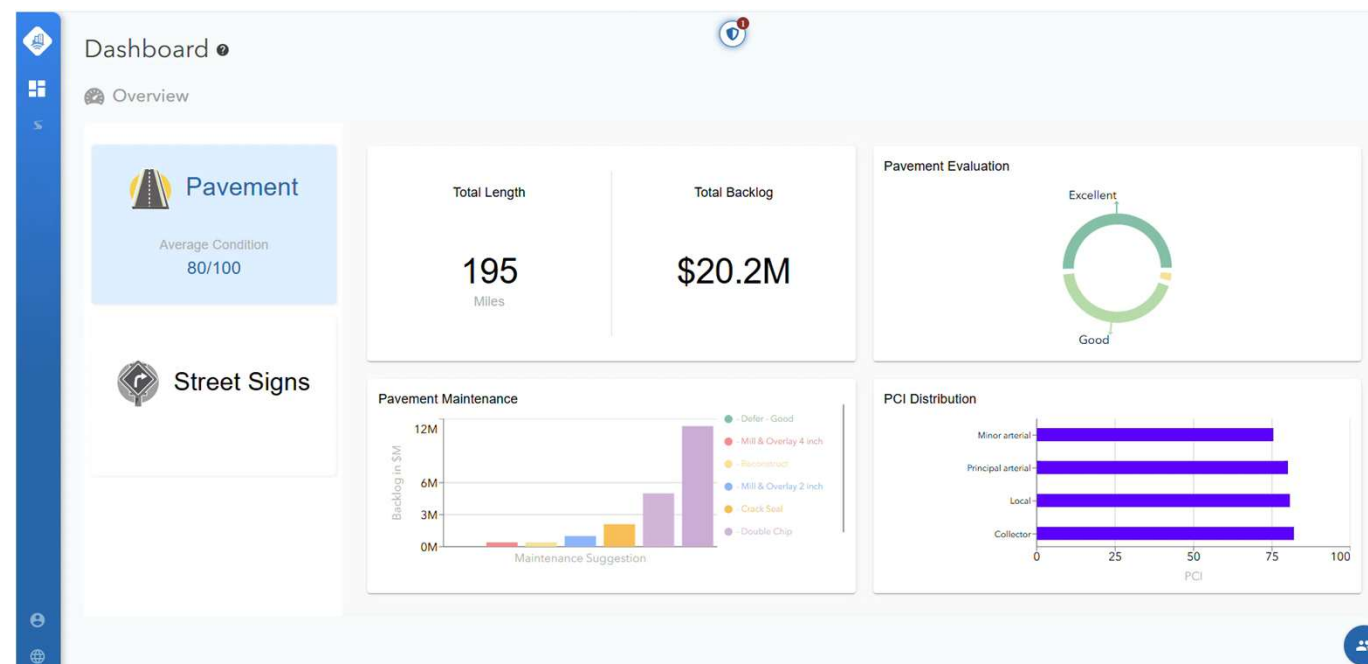 Dashboard
1
Overview
Pavement
Average Condition
80/100
Street Signs
Total Length
195
Miles
Total Backlog
$20.2M
Pavement Evaluation
Excellent
Good
Pavement Maintenance
12M
6M
3M
0M
Backlog in $M
Maintenance Suggestion
- Defer - Good
- Mill & Overlay 4 inch
- Reconstruct
- Mill & Overlay 2 inch
- Crack Seal
- Double Chip
PCI Distribution
Minor arterial
Principal arterial
Local
Collector
0 25 50 75 100
PCI